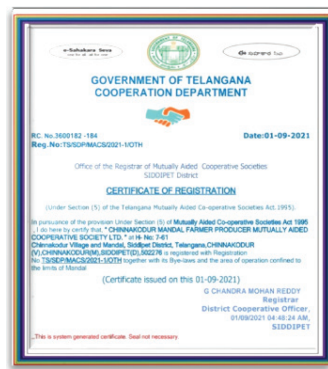 e-Sahakara Seva
GOVERNMENT OF TELANGANA
COOPERATION DEPARTMENT
RC. No.3600182 -184
Date:01-09-2021
Reg.No:TS/SDP/MACS/2021-1/OTH
Office of the Registrar of Mutually Aided Cooperative Societies
SIDDIPET District
CERTIFICATE OF REGISTRATION
(Under Section (5) of the Telangana Mutually Aided Co-operative Societies Act.1995).
In pursuance of the provision Under Section (5) of Mutually Aided Co-operative Societies Act 1995
, I do here by certify that " CHINNAKODUR MANDAL FARMER PRODUCER MUTUALLY AIDED
COOPERATIVE SOCIETY LTD. " at H- No: 7-61
Chinnakodur Village and Mandal, Siddipet District, Telangana,CHINNAKODUR
(V),CHINNAKODUR(M),SIDDIPET(D),502276 is registered with Registration
No TS/SDP/MACS/2021-1/OTH together with its Bye-laws and the area of operation confined to
the limits of Mandal
(Certificate issued on this 01-09-2021)
G CHANDRA MOHAN REDDY
Registrar
District Cooperative Officer,
01/09/2021 04:48:24 AM,
SIDDIPET
..This is system generated certificate. Seal not necessary